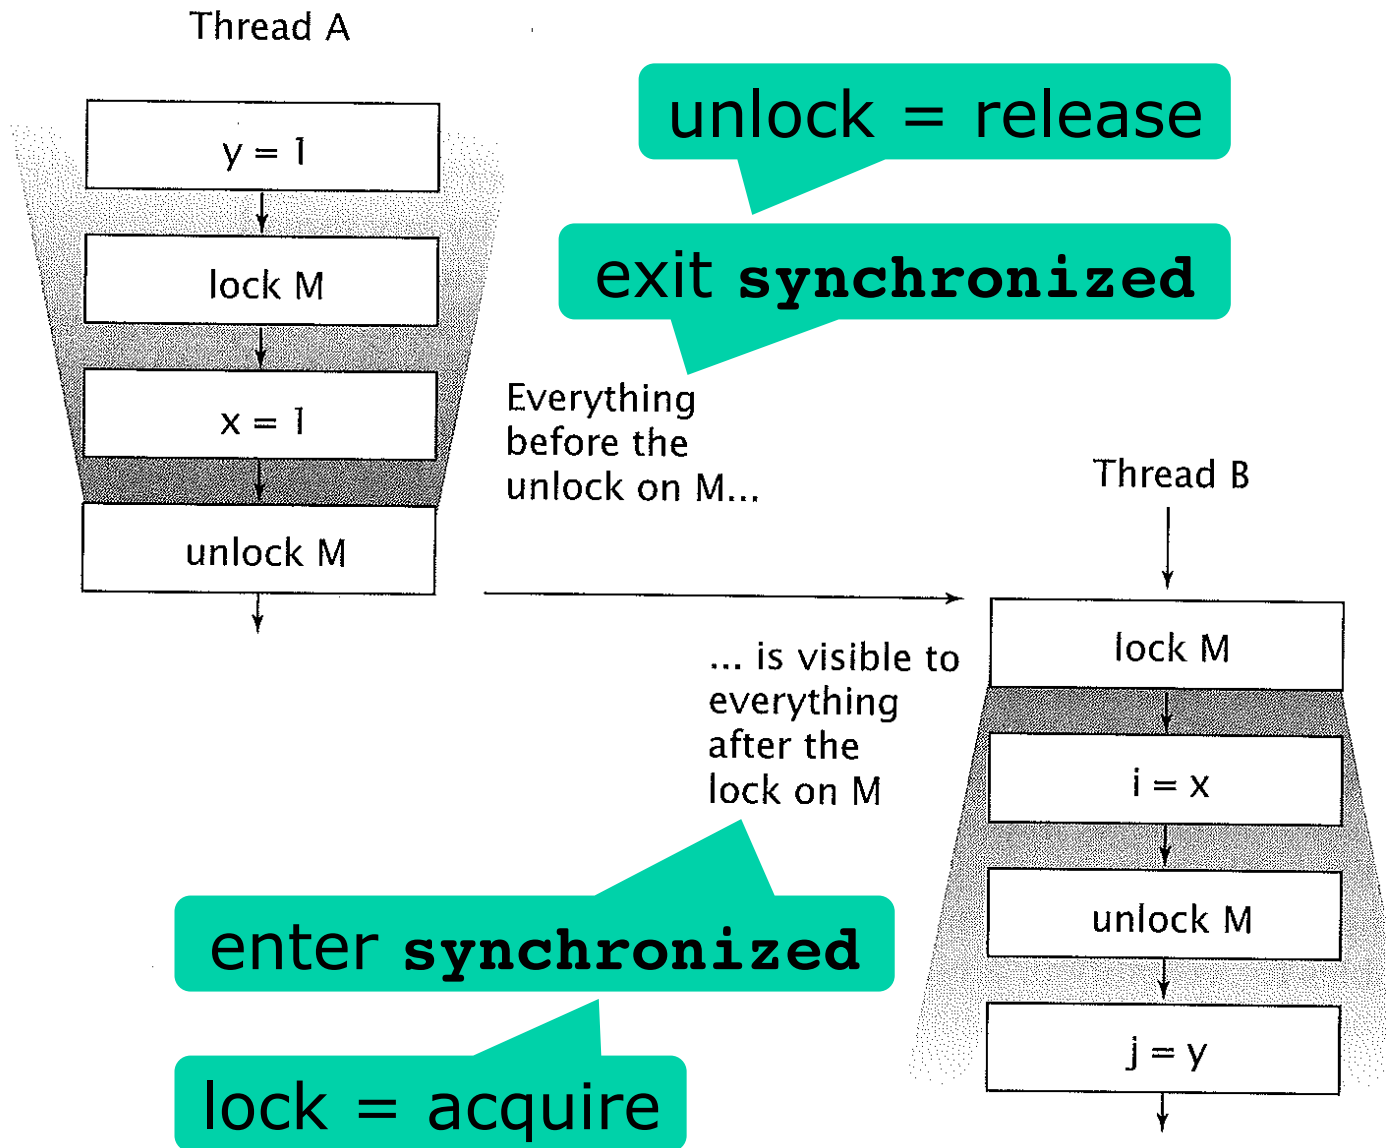 Thread A
unlock = release
y = 1
exit synchronized
lock M
x = 1
Everything
before the
unlock on M...
Thread B
unlock M
lock M
... is visible to
everything
after the
lock on M
i = x
enter synchronized
unlock M
j = y
lock = acquire